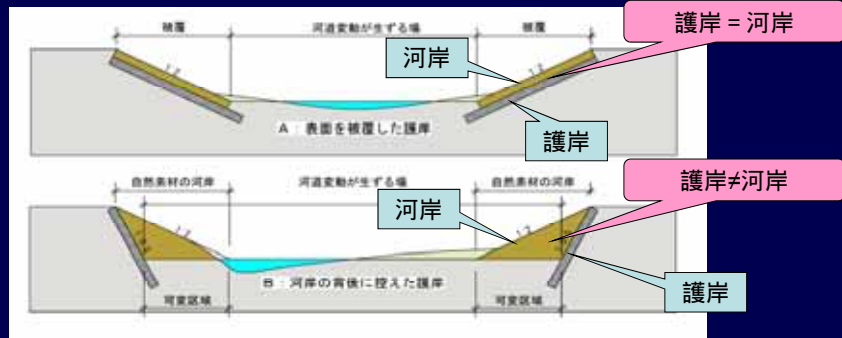 被覆 河道変動が生ずる場 被覆
護岸 = 河岸
河岸
1:2 1:2
A:表面を被覆した護岸
護岸
自然素材の河岸 河道変動が生ずる場 自然素材の河岸
護岸≠河岸
河岸
1:2 1:2
B:河岸の背後に控えた護岸
護岸
可変区域 可変区域